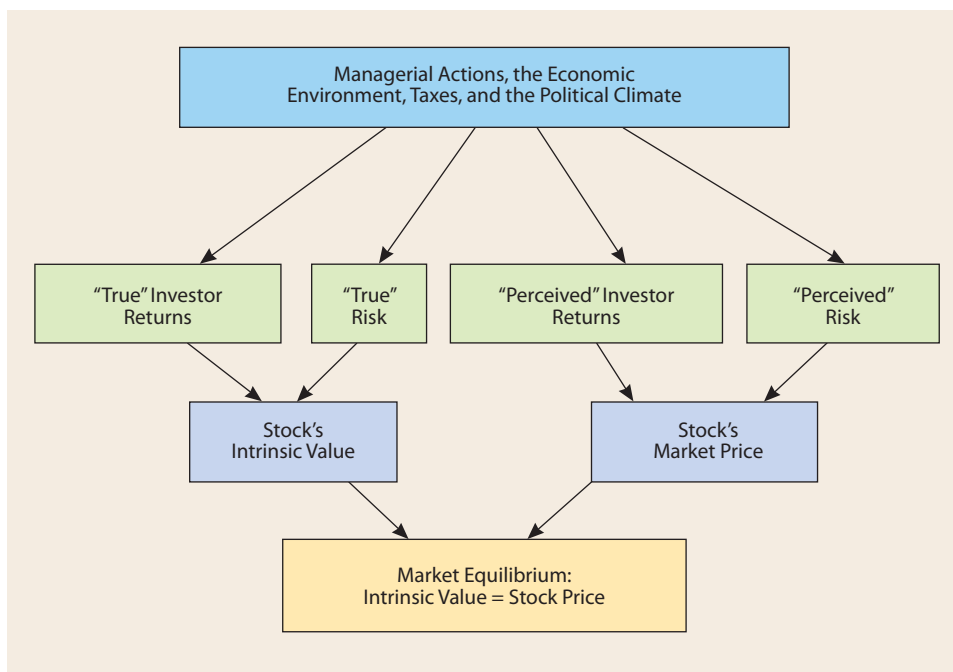 Managerial Actions, the Economic
Environment, Taxes, and the Political Climate
“True” Investor
Returns
“True”
Risk
“Perceived” Investor
Returns
“Perceived”
Risk
Stock’s
Intrinsic Value
Stock’s
Market Price
Market Equilibrium:
Intrinsic Value = Stock Price